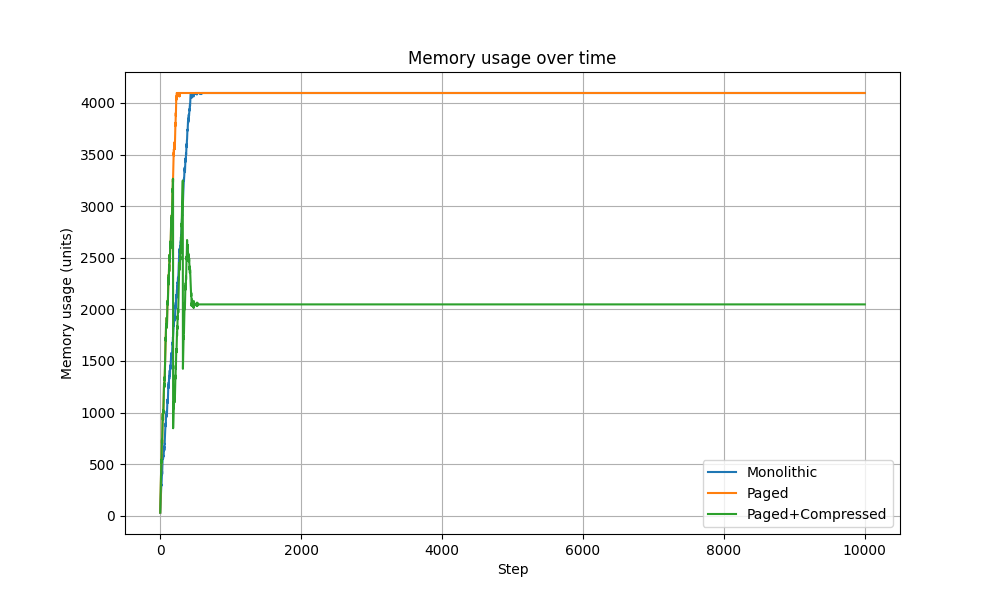 Memory usage over time
Memory usage (units)
4000
3500
3000
2500
2000
1500
1000
500
0
0 2000 4000 6000 8000 10000
Step
Monolithic
Paged
Paged+Compressed